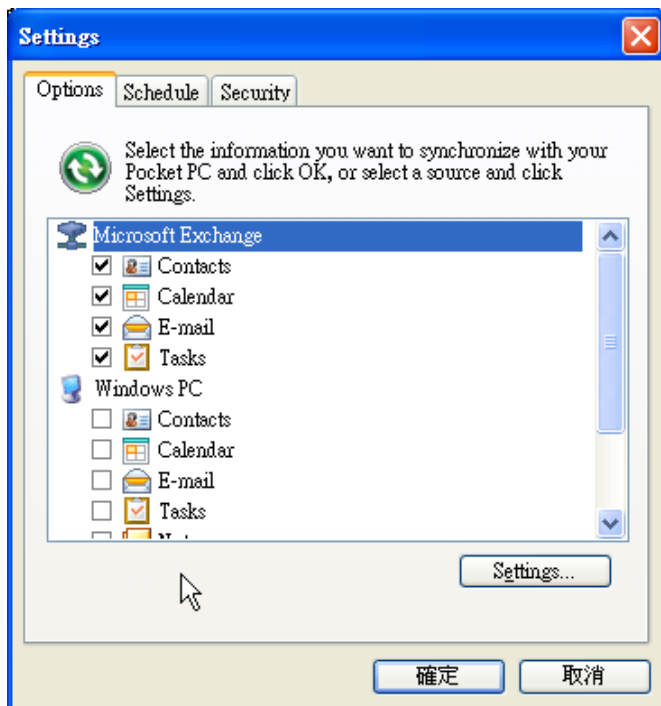 Settings
Options Schedule Security
Select the information you want to synchronize with your
Pocket PC and click OK, or select a source and click
Settings.
Microsoft Exchange
Contacts
Calendar
E-mail
Tasks
Windows PC
Contacts
Calendar
E-mail
Tasks
Settings...
確定 取消